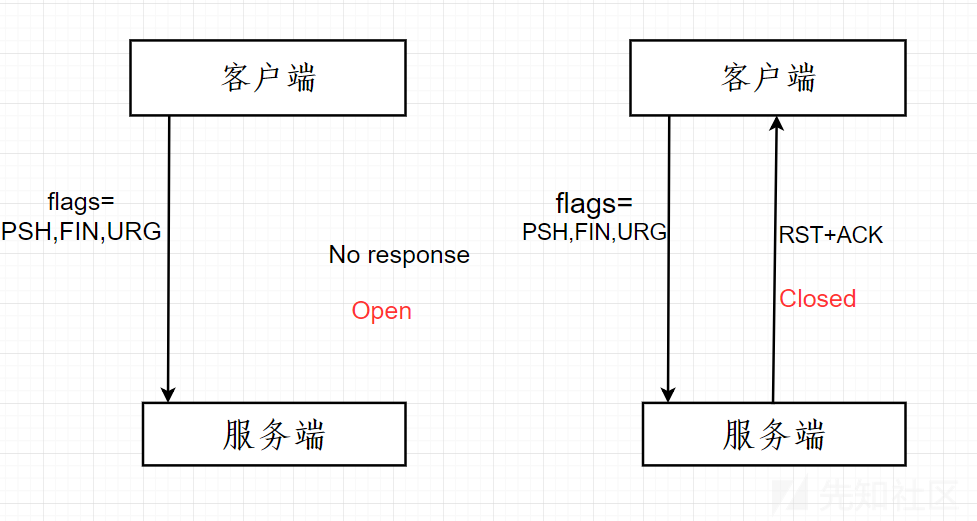 客户端
flags=
PSH,FIN,URG
No response
Open
服务端
客户端
flags=
PSH,FIN,URG
RST+ACK
Closed
服务端
先知社区